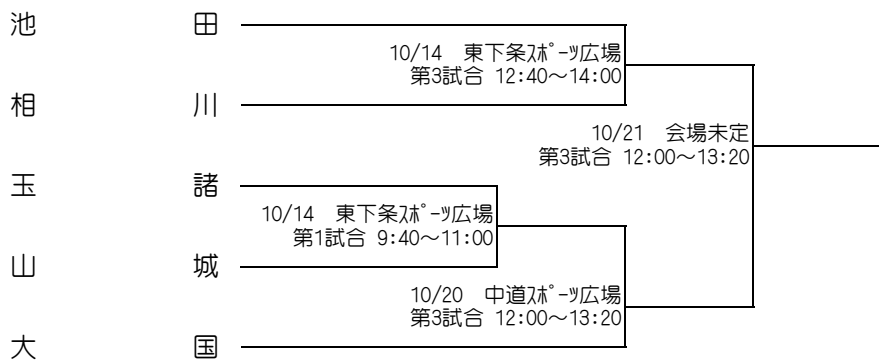 池田
10/14 東下条ｽﾎﾟｰﾂ広場
第3試合 12:40～14:00
相川
10/21 会場未定
第3試合 12:00～13:20
玉諸
10/14 東下条ｽﾎﾟｰﾂ広場
第1試合 9:40～11:00
山城
10/20 中道ｽﾎﾟｰﾂ広場
第3試合 12:00～13:20
大国